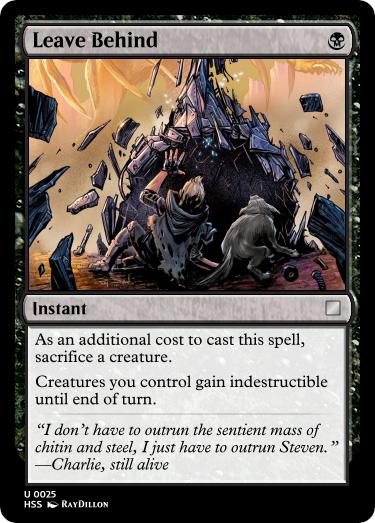 Leave Behind
Instant
As an additional cost to cast this spell,
sacrifice a creature.
Creatures you control gain indestructible
until end of turn.
“I don't have to outrun the sentient mass of
chitin and steel, I just have to outrun Steven.”
—Charlie, still alive
U 0025
HSS RayDillon